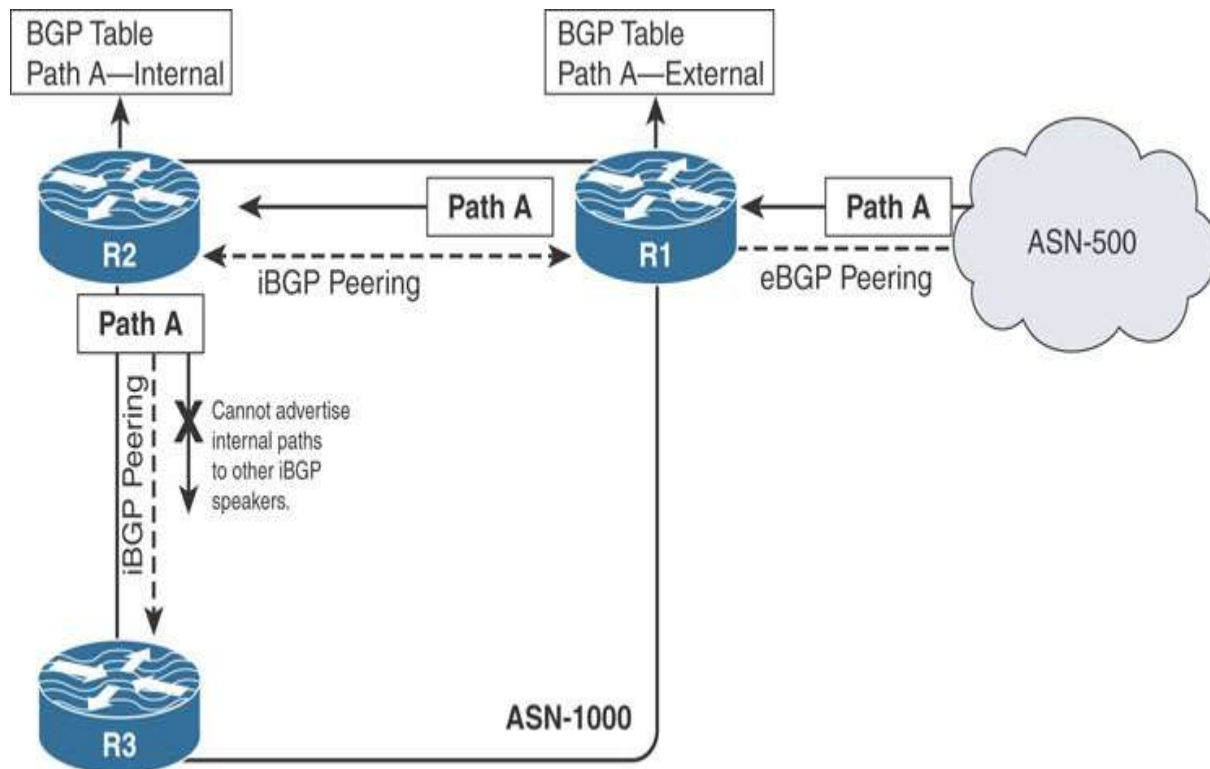 BGP Table
Path A—Internal
BGP Table
Path A—External
R2
Path A
R1
Path A
ASN-500
iBGP Peering
eBGP Peering
Path A
iBGP Peering
Cannot advertise
internal paths
to other iBGP
speakers.
R3
ASN-1000